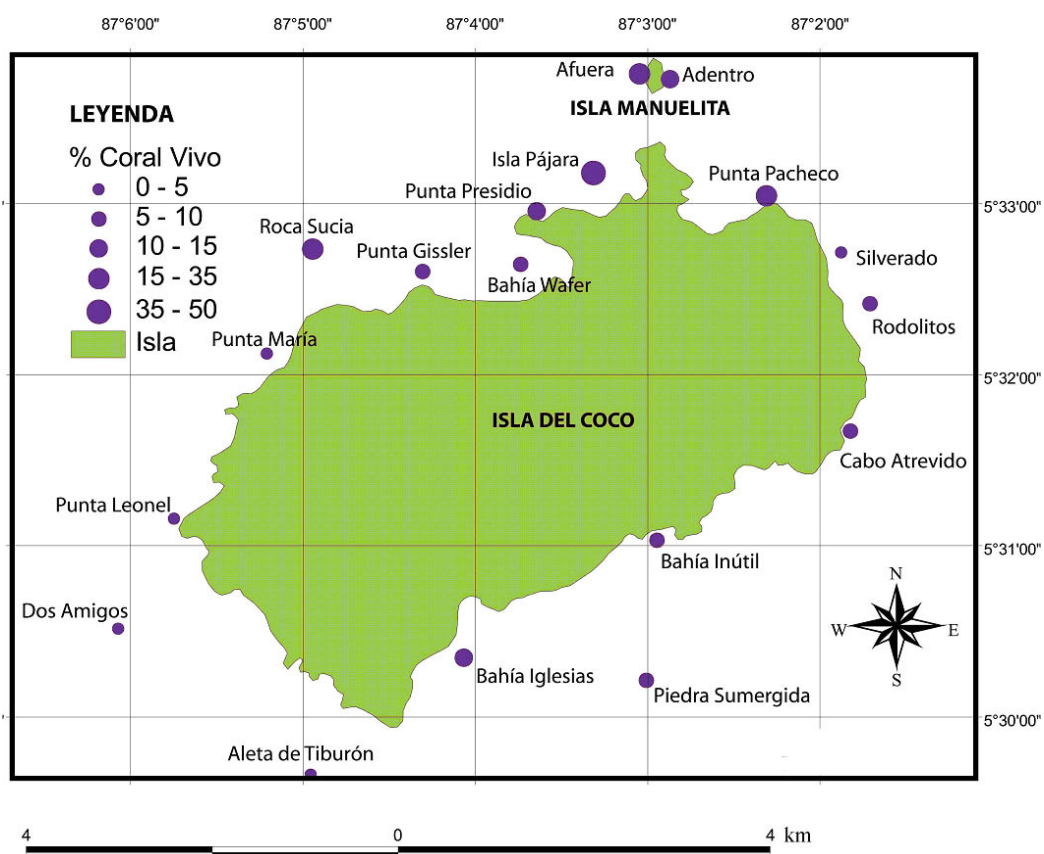 87°6'00" 87°5'00" 87°4'00" 87°3'00" 87°2'00"
Afuera Adentro
ISLA MANUELITA
LEYENDA
% Coral Vivo
0 - 5
5 - 10
10 - 15
15 - 35
35 - 50
Isla
Isla Pájara
Punta Pacheco
Punta Presidio
5°33'00"
Roca Sucia
Punta Gissler
Silverado
Bahía Wafer
Rodolitos
Punta María
5°32'00"
ISLA DEL COCO
Cabo Atrevido
Punta Leonel
5°31'00"
Bahía Inútil
N
W E
S
Dos Amigos
Bahía Iglesias
Piedra Sumergida
5°30'00"
Aleta de Tiburón
4 0 4 km